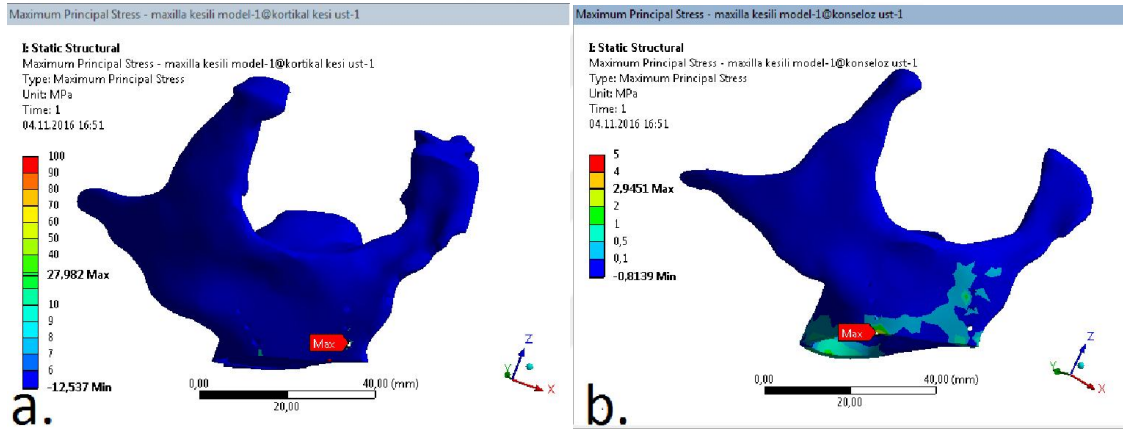 Maximum Principal Stress - maxilla kesili model-1@kortikal kesi ust-1
I: Static Structural
Maximum Principal Stress - maxilla kesili model-1@kortikal kesi ust-1
Type: Maximum Principal Stress
Unit: MPa
Time: 1
04.11.2016 16:51
100
90
80
70
60
50
40
30
27,982 Max
20
10
9
8
7
6
-12,537 Min
Max
Z
Y
X
0,00
40,00 (mm)
20,00
a.
Maximum Principal Stress - maxilla kesili model-1@konseloz ust-1
I: Static Structural
Maximum Principal Stress - maxilla kesili model-1@konseloz ust-1
Type: Maximum Principal Stress
Unit: MPa
Time: 1
04.11.2016 16:51
5
4
2,9451 Max
2
1
0,5
0,1
-0,8139 Min
Max
Z
Y
X
0,00
40,00 (mm)
20,00
b.